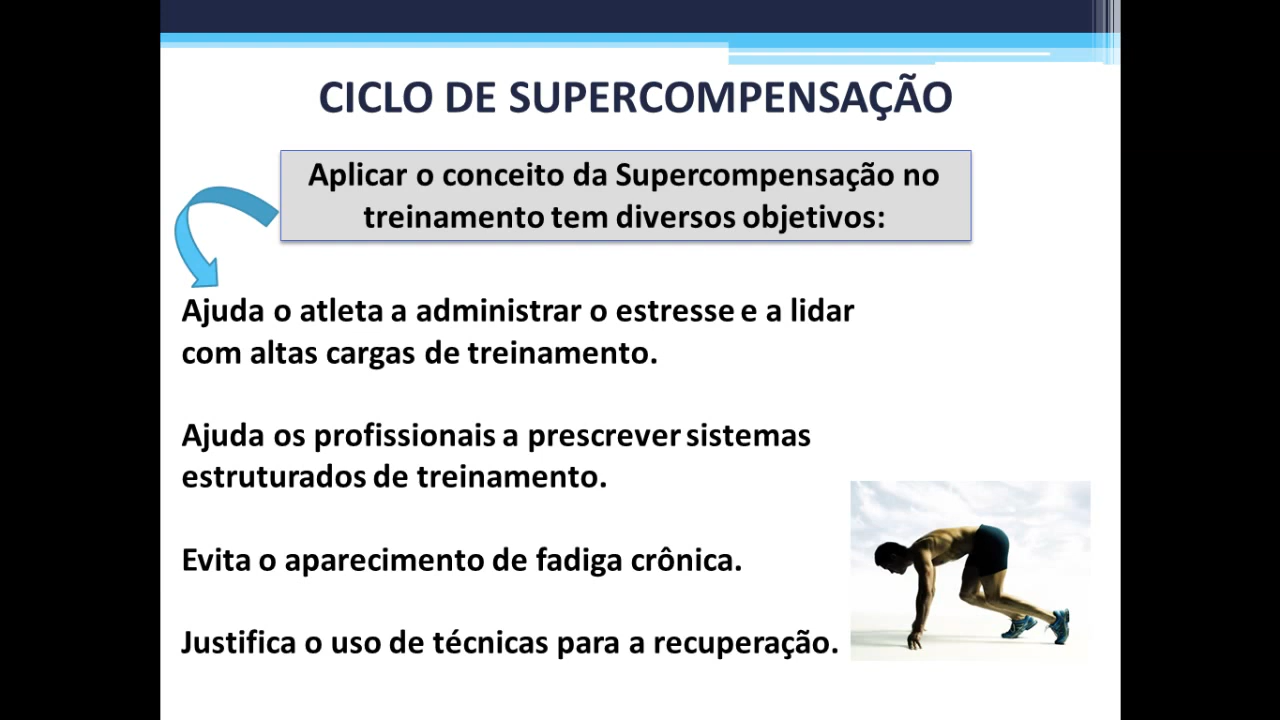 CICLO DE SUPERCOMPENSAÇÃO
Aplicar o conceito da Supercompensação no
treinamento tem diversos objetivos:
Ajuda o atleta a administrar o estresse e a lidar
com altas cargas de treinamento.
Ajuda os profissionais a prescrever sistemas
estruturados de treinamento.
Evita o aparecimento de fadiga crônica.
Justifica o uso de técnicas para a recuperação.